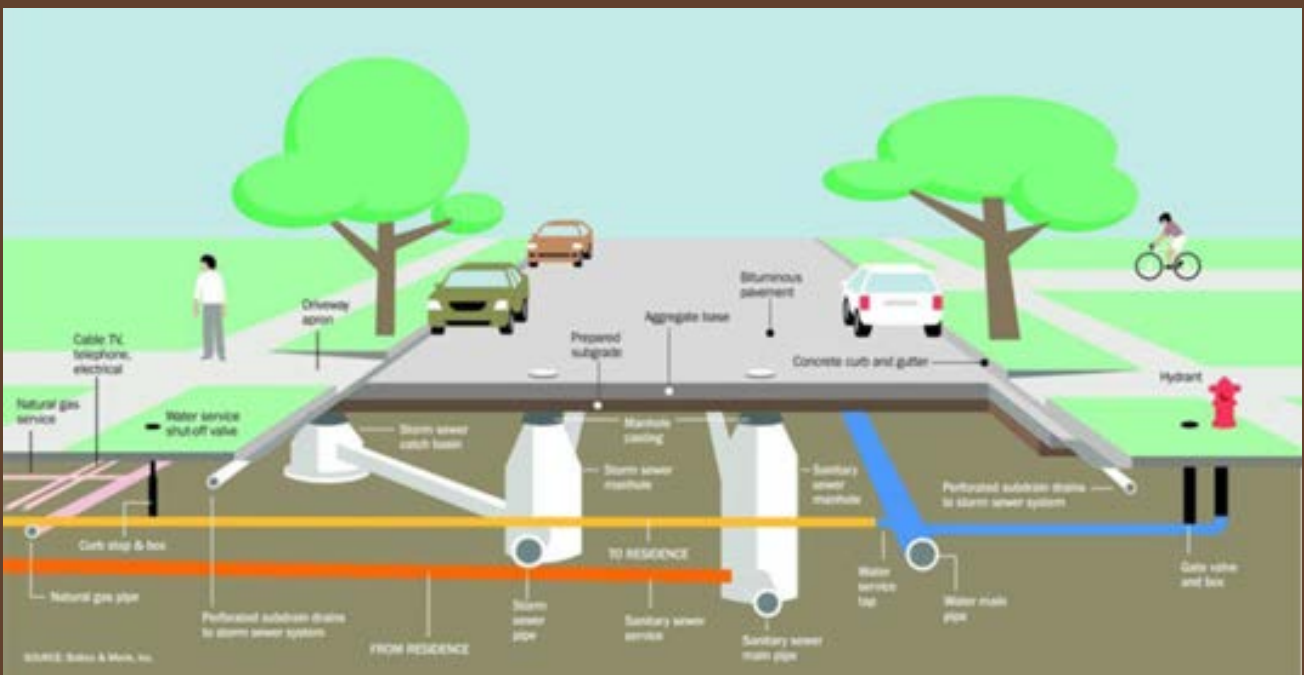 Bituminous
pavement
Driveway
apron
Aggregate base
Prepared
subgrade
Cable TV,
telephone,
electrical
Concrete curb and gutter
Hydrant
Natural gas
service
Water service
shut-off valve
Storm sewer
catch basin
Manhole
casting
Storm sewer
manhole
Sanitary
sewer
manhole
Perforated substrain drains
to storm sewer system
Curb stop & box
TO RESIDENCE
Natural gas pipe
Perforated substrain drains
to storm sewer system
FROM RESIDENCE
Storm
sewer
pipe
Sanitary sewer
service
Sanitary sewer
main pipe
Water
service
tap
Water main
pipe
Gate valve
and box
SOURCE: Inc.